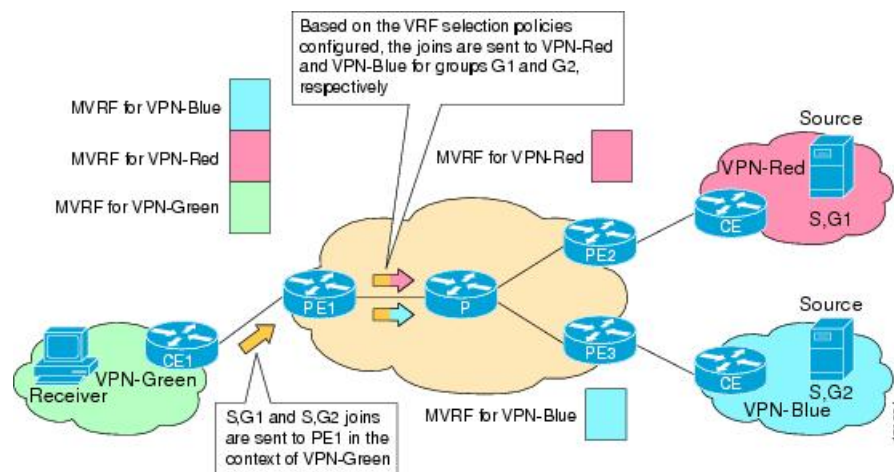 Based on the VRF selection policies
configured, the joins are sent to VPN-Red
and VPN-Blue for groups G1 and G2,
respectively
MVRF for VPN-Blue
MVRF for VPN-Red
MVRF for VPN-Green
MVRF for VPN-Red
Source
VPN-Red
CE
S,G1
PE2
PE1
P
PE3
CE1
VPN-Green
Receiver
Source
CE
S,G2
VPN-Blue
MVRF for VPN-Blue
S,G1 and S,G2 joins
are sent to PE1 in the
context of VPN-Green